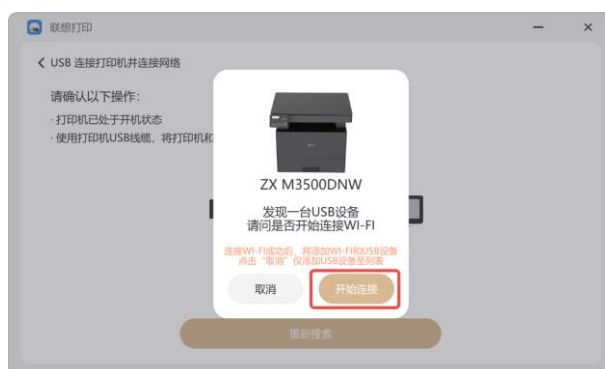 联想打印
USB 连接打印机并连接网络
请确认以下操作：
·打印机已处于开机状态
·使用打印机USB线缆，将打印机和
ZX M3500DNW
发现一台USB设备
请问是否开始连接WI-FI
连接WI-FI成功后，将添加WI-FI和USB设备
点击“取消”仅添加USB设备至列表
取消
开始连接
重新搜索